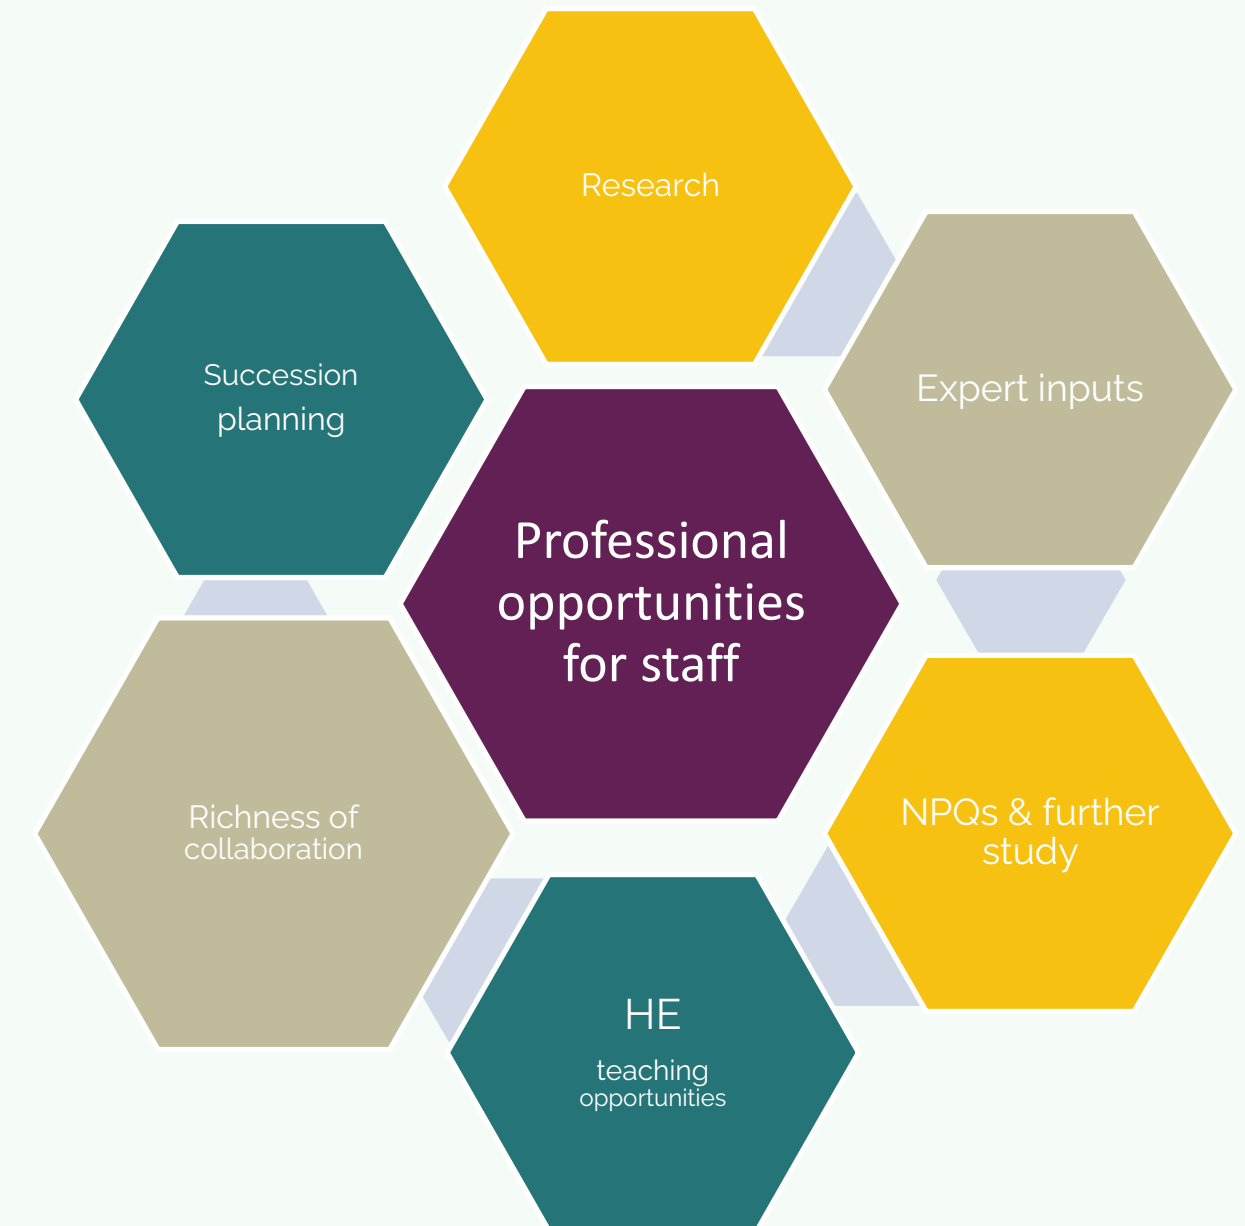 Research
Expert inputs
Succession
planning
Professional
opportunities
for staff
NPQs & further
study
Richness of
collaboration
HE
teaching
opportunities